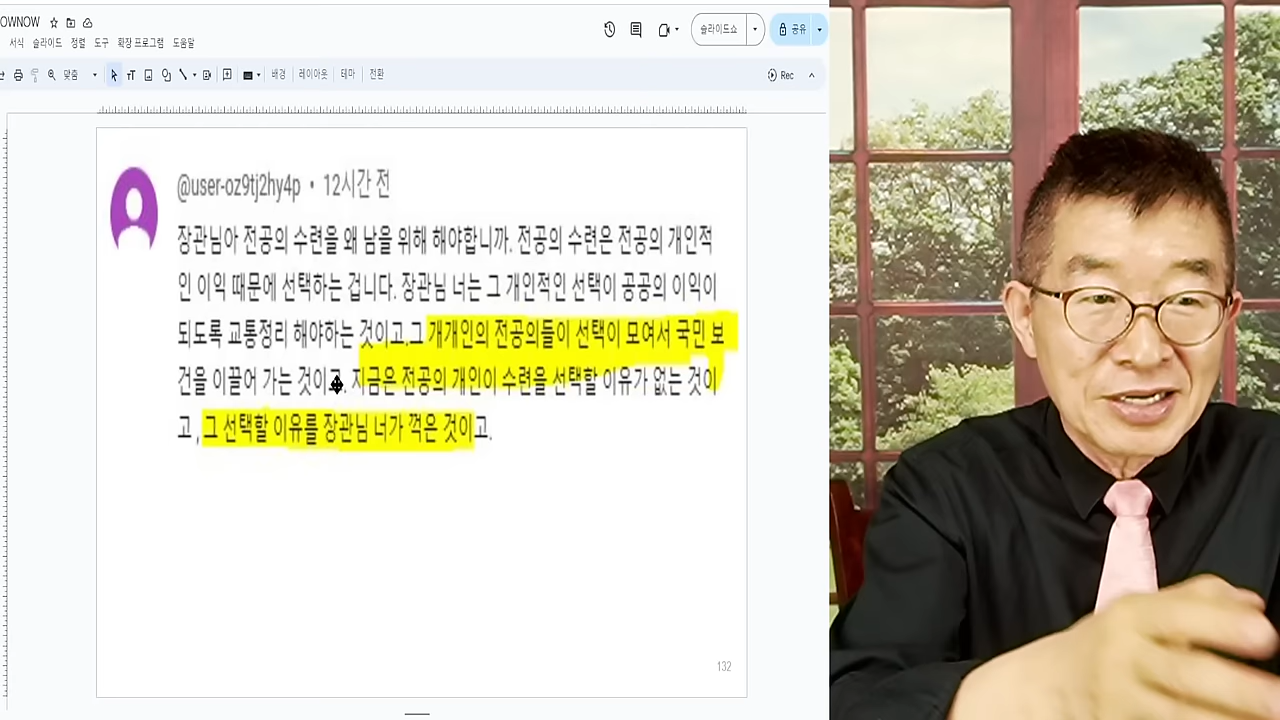 OWNOW
서식 슬라이드 정렬 도구 확장 프로그램 도움말
슬라이드쇼
공유
맞춤
배경 레이아웃 테마 전환
Rec
@user-oz9tj2hy4p • 12시간 전
장관님아 전공의 수련을 왜 남을 위해 해야합니까. 전공의 수련은 전공의 개인적
인 이익 때문에 선택하는 겁니다. 장관님 너는 그 개인적인 선택이 공공의 이익이
되도록 교통정리 해야하는 것이고,그 개개인의 전공의들이 선택이 모여서 국민 보
건을 이끌어 가는 것이고. 지금은 전공의 개인이 수련을 선택할 이유가 없는 것이
고, 그 선택할 이유를 장관님 너가 꺽은 것이고.
132